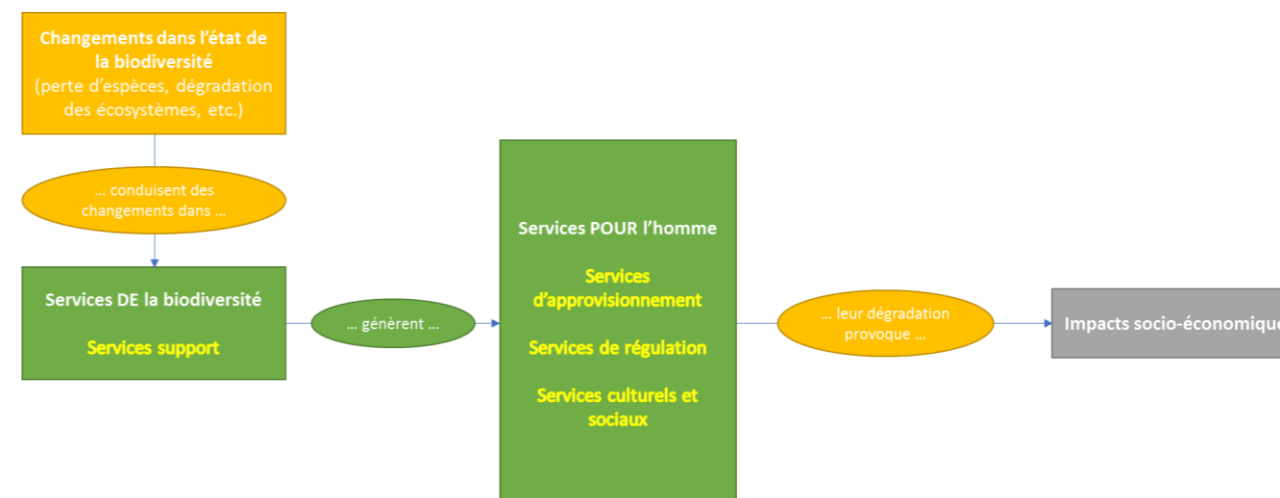 Changements dans l'état de
la biodiversité
(perte d'espèces, dégradation
des écosystèmes, etc.)
... conduisent des
changements dans ...
Services DE la biodiversité
Services support
... génèrent ...
Services POUR l'homme
Services
d'approvisionnement
Services de régulation
Services culturels et
sociaux
... leur dégradation
provoque ...
Impacts socio-économique